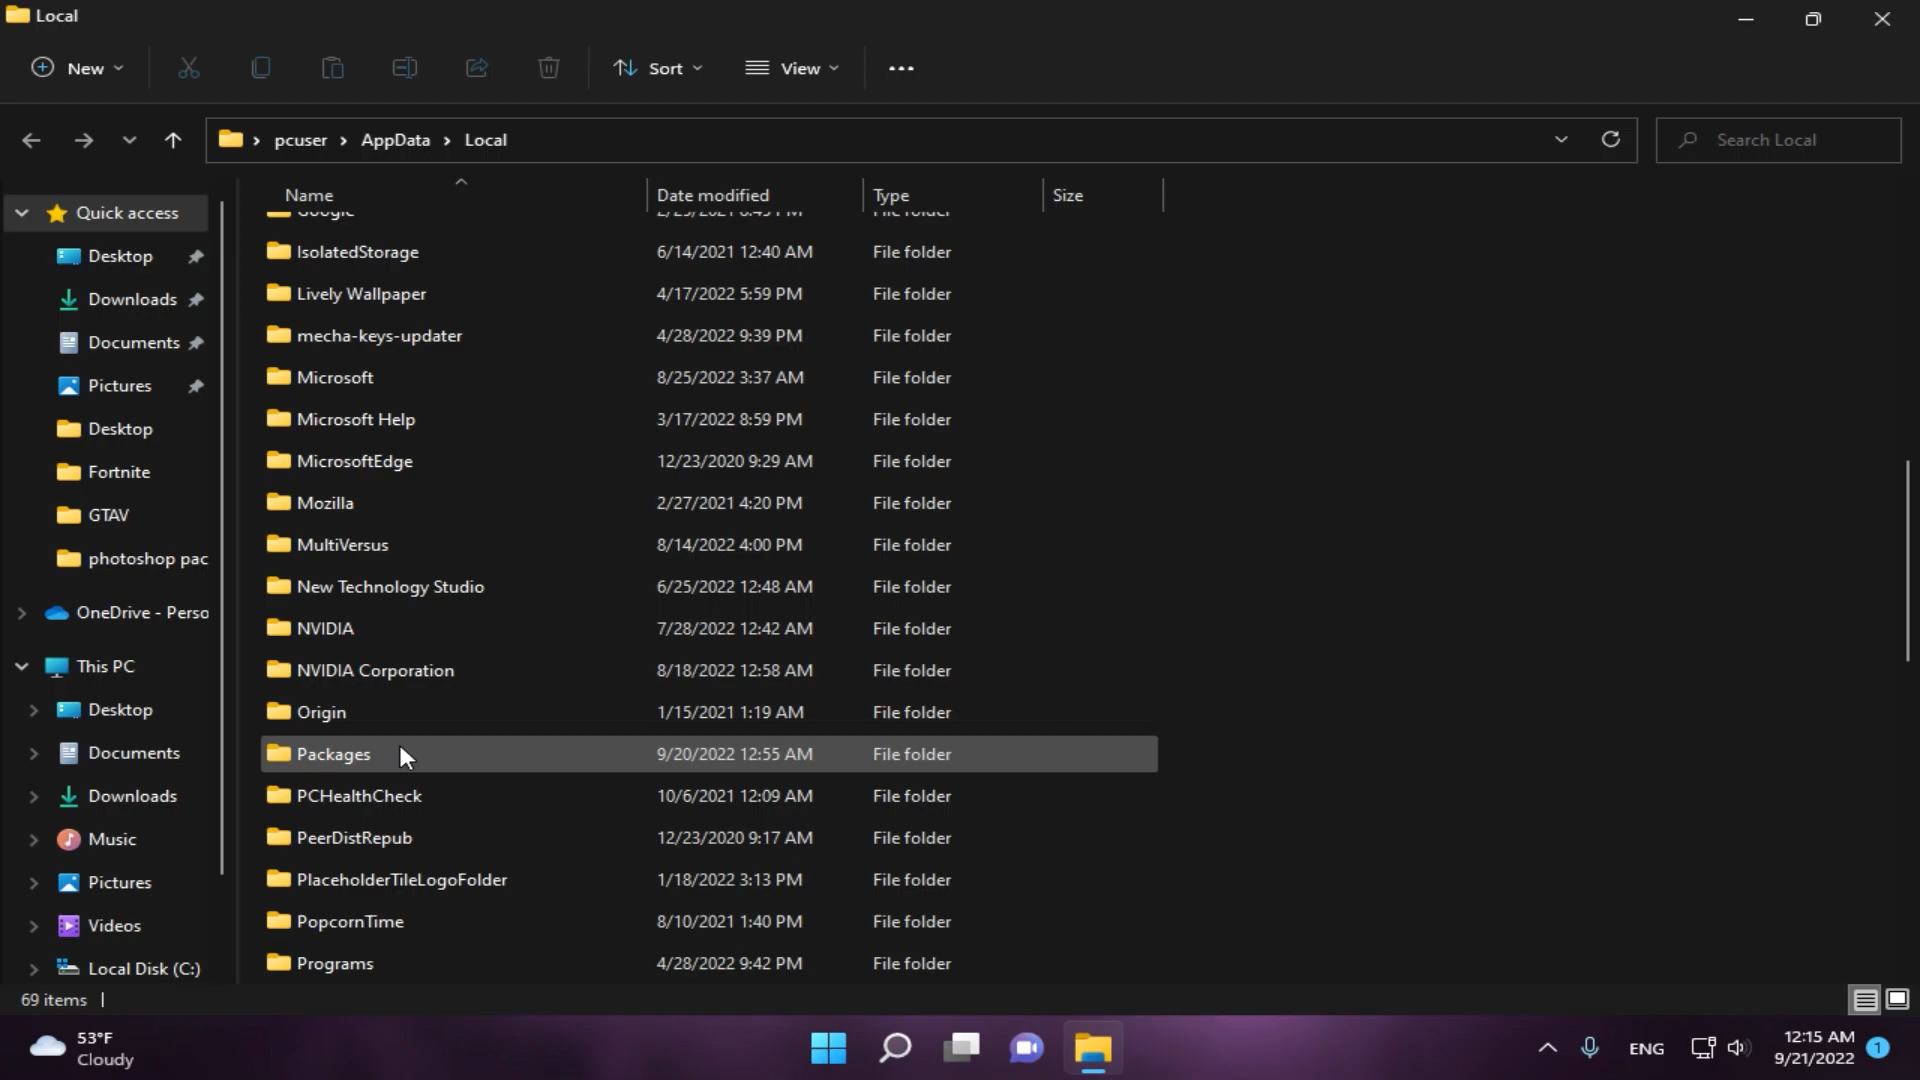 Local
New
Sort
View
pcuser > AppData > Local
Search Local
Name Date modified Type Size
Quick access
Desktop
Downloads
Documents
Pictures
Desktop
Fortnite
GTAV
photoshop pac
OneDrive - Perso
This PC
Desktop
Documents
Downloads
Music
Pictures
Videos
Local Disk (C:)
IsolatedStorage 6/14/2021 12:40 AM File folder
Lively Wallpaper 4/17/2022 5:59 PM File folder
mecha-keys-updater 4/28/2022 9:39 PM File folder
Microsoft 8/25/2022 3:37 AM File folder
Microsoft Help 3/17/2022 8:59 PM File folder
MicrosoftEdge 12/23/2020 9:29 AM File folder
Mozilla 2/27/2021 4:20 PM File folder
MultiVersus 8/14/2022 4:00 PM File folder
New Technology Studio 6/25/2022 12:48 AM File folder
NVIDIA 7/28/2022 12:42 AM File folder
NVIDIA Corporation 8/18/2022 12:58 AM File folder
Origin 1/15/2021 1:19 AM File folder
Packages 9/20/2022 12:55 AM File folder
PCHealthCheck 10/6/2021 12:09 AM File folder
PeerDistRepub 12/23/2020 9:17 AM File folder
PlaceholderTileLogoFolder 1/18/2022 3:13 PM File folder
PopcornTime 8/10/2021 1:40 PM File folder
Programs 4/28/2022 9:42 PM File folder
69 items
53°F
Cloudy
ENG
12:15 AM
9/21/2022
1